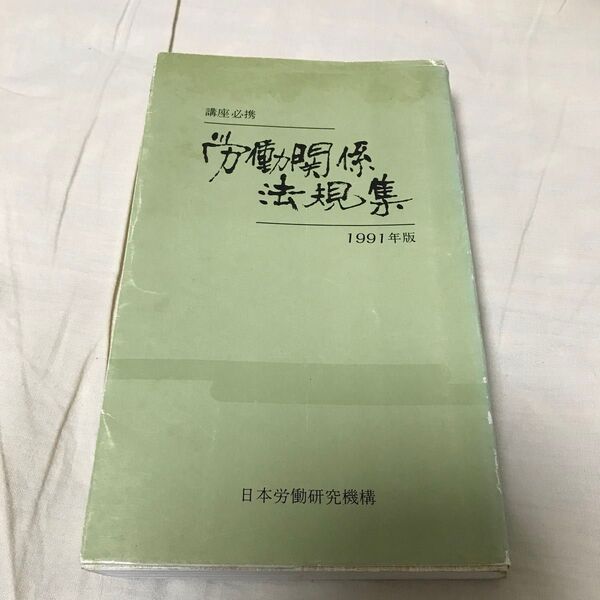 講座必携
労働関係
法規集
1991年版
日本労働研究機構